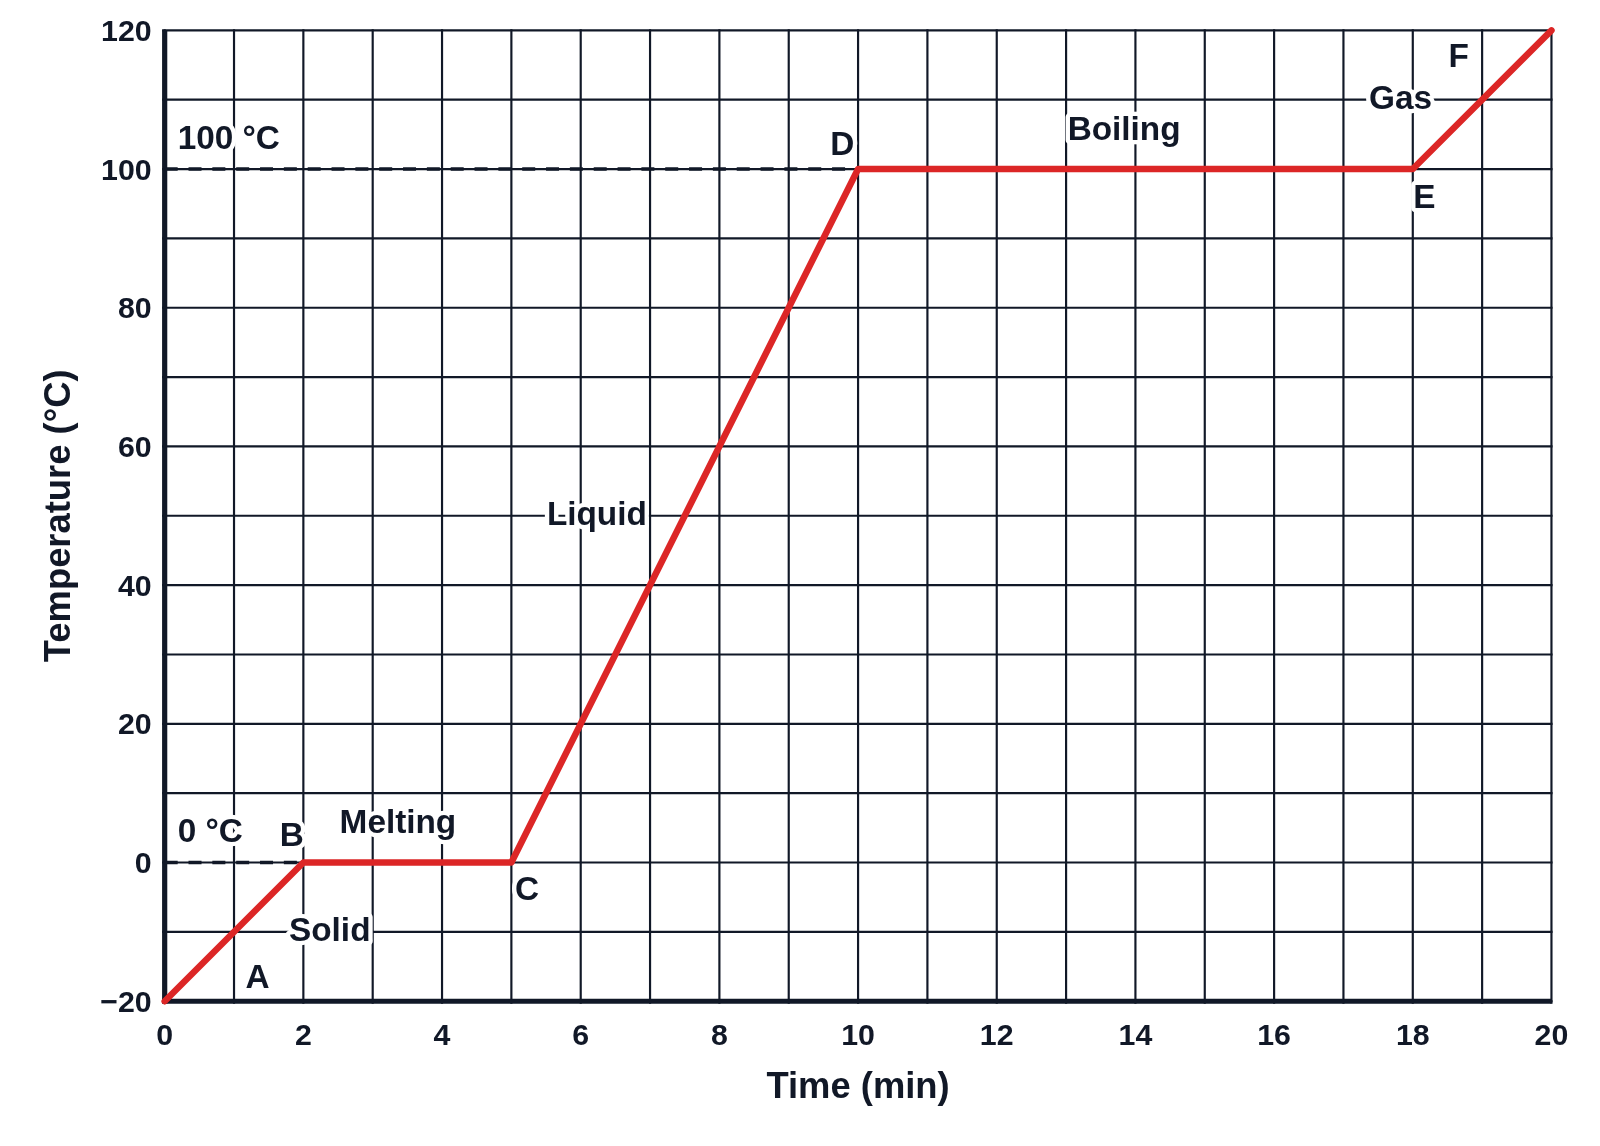 120
F
Gas
100 °C
D
Boiling
100
E
80
Temperature (°C)
60
Liquid
40
20
0 °C
B
Melting
0
C
Solid
A
−20
0 2 4 6 8 10 12 14 16 18 20
Time (min)